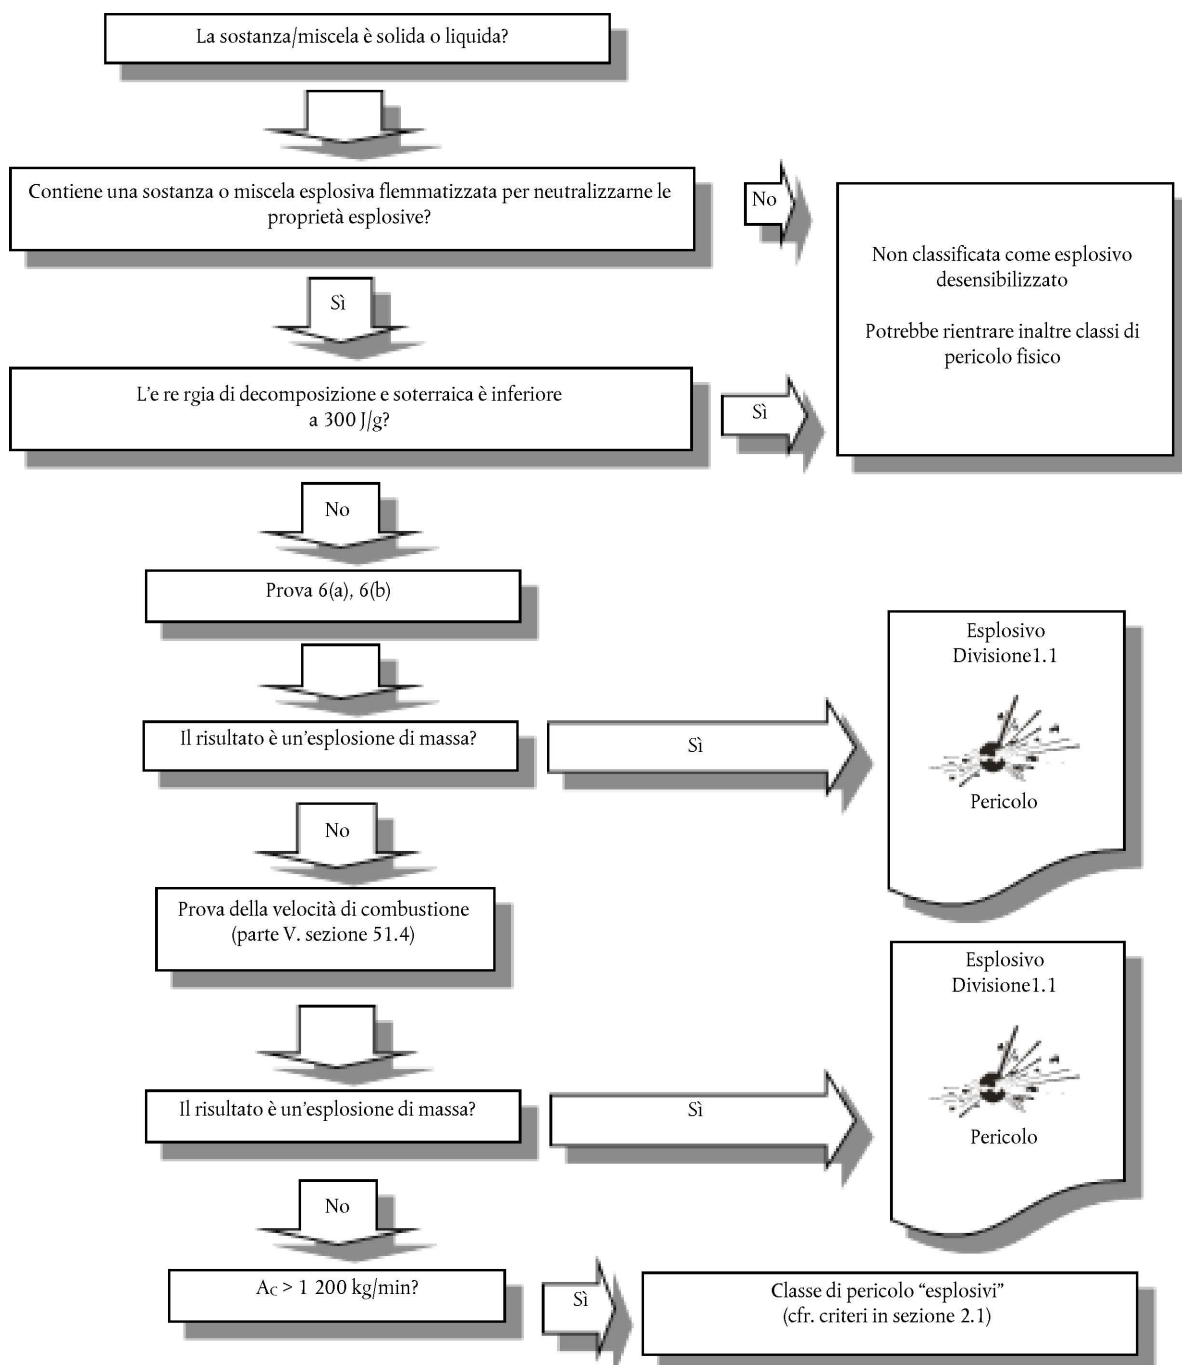 La sostanza/miscela è solida o liquida?
Contiene una sostanza o miscela esplosiva flemmatizzata per neutralizzarne le
proprietà esplosive?
No
Non classificata come esplosivo
desensibilizzato
Potrebbe rientrare inaltre classi di
pericolo fisico
Sì
L'e re rgia di decomposizione e soterraica è inferiore
a 300 J/g?
Sì
No
Prova 6(a), 6(b)
Esplosivo
Divisione1.1
Pericolo
Il risultato è un'esplosione di massa?
Sì
No
Prova della velocità di combustione
(parte V. sezione 51.4)
Esplosivo
Divisione1.1
Pericolo
Il risultato è un'esplosione di massa?
Sì
No
AC > 1 200 kg/min?
Sì
Classe di pericolo “esplosivi”
(cfr. criteri in sezione 2.1)